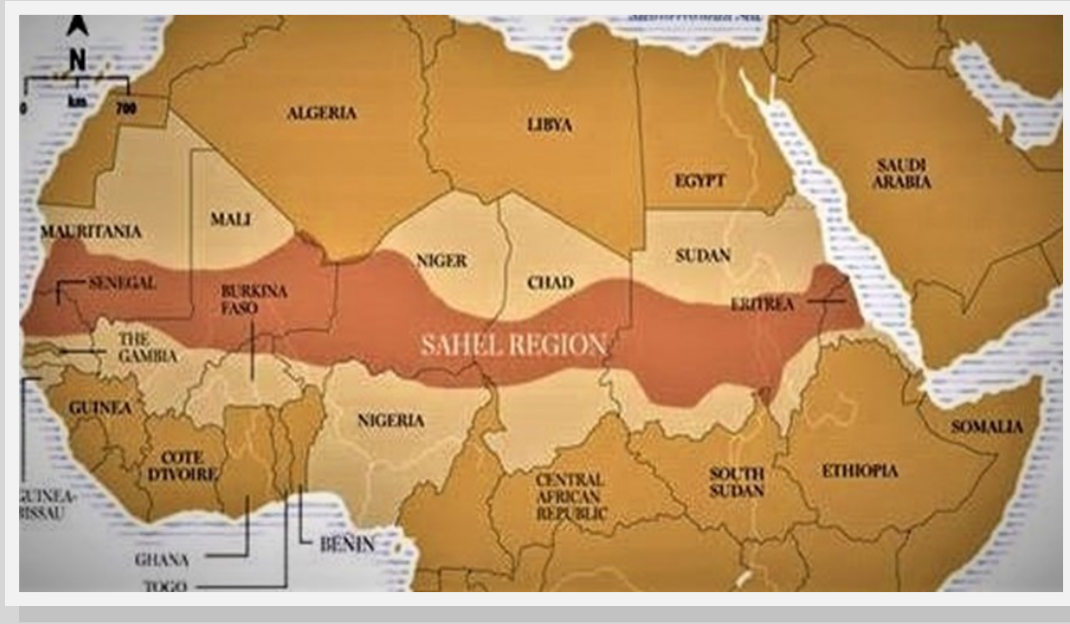 N
0 km 700
ALGERIA
LIBYA
EGYPT
SAUDI
ARABIA
MAURITANIA
MALI
NIGER
CHAD
SUDAN
SENEGAL
BURKINA
FASO
ERITREA
SAHEL REGION
THE
GAMBIA
GUINEA
NIGERIA
SOMALIA
COTE
D'IVOIRE
CENTRAL
AFRICAN
REPUBLIC
SOUTH
SUDAN
ETHIOPIA
GUINEA-
BISSAU
GHANA
BENIN
TOGO